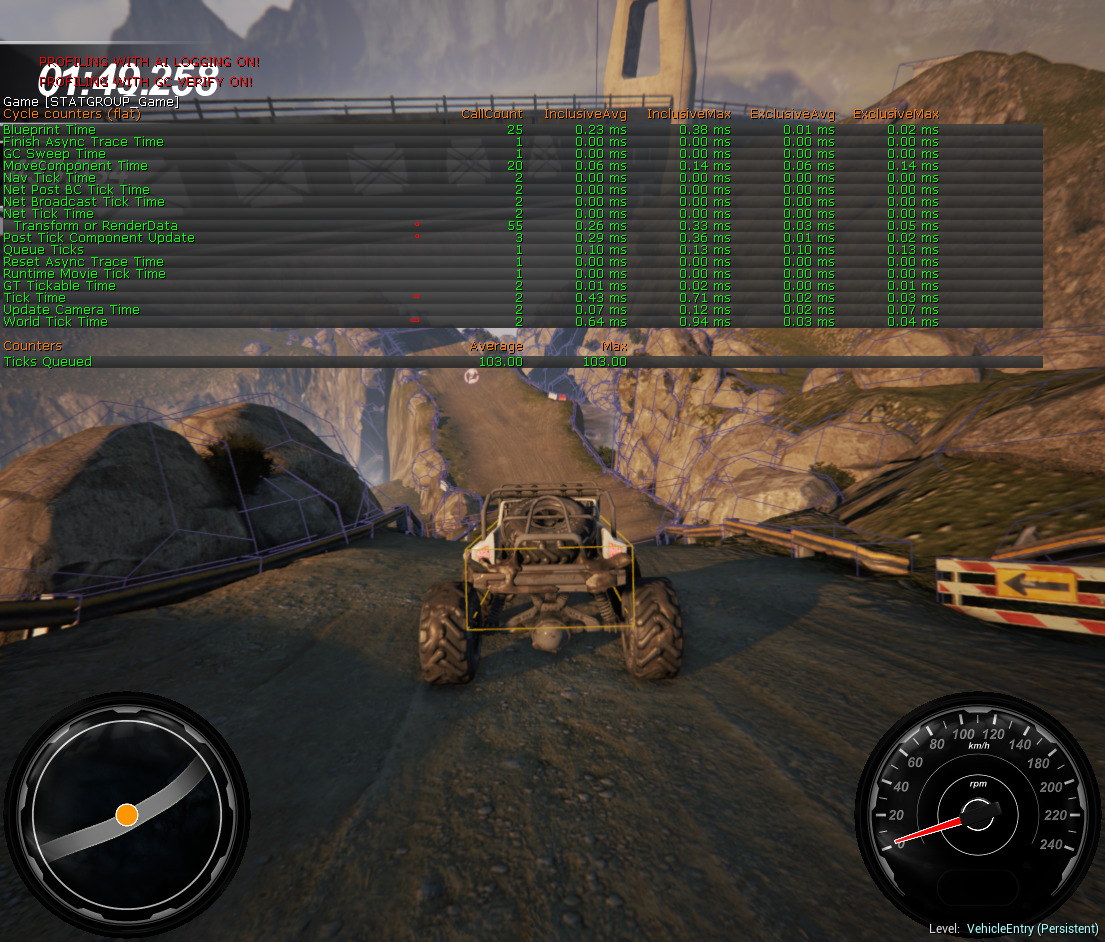 PROFILING WITH AI LOGGING ON!
01:40.258
PROFILING WITH GC VERIFY ON!
Game [STATGROUP_Game]
Cycle counters (flat) CallCount InclusiveAvg InclusiveMax ExclusiveAvg ExclusiveMax
Blueprint Time 25 0.23 ms 0.38 ms 0.01 ms 0.02 ms
Finish Async Trace Time 1 0.00 ms 0.00 ms 0.00 ms 0.00 ms
GC Sweep Time 1 0.00 ms 0.00 ms 0.00 ms 0.00 ms
MoveComponent Time 20 0.06 ms 0.14 ms 0.06 ms 0.14 ms
Nav Tick Time 2 0.00 ms 0.00 ms 0.00 ms 0.00 ms
Net Post BC Tick Time 2 0.00 ms 0.00 ms 0.00 ms 0.00 ms
Net Broadcast Tick Time 2 0.00 ms 0.00 ms 0.00 ms 0.00 ms
Net Tick Time 2 0.00 ms 0.00 ms 0.00 ms 0.00 ms
Transform or RenderData 55 0.26 ms 0.33 ms 0.03 ms 0.05 ms
Post Tick Component Update 3 0.29 ms 0.36 ms 0.01 ms 0.02 ms
Queue Ticks 1 0.10 ms 0.13 ms 0.10 ms 0.13 ms
Reset Async Trace Time 1 0.00 ms 0.00 ms 0.00 ms 0.00 ms
Runtime Movie Tick Time 1 0.00 ms 0.00 ms 0.00 ms 0.00 ms
GT Tickable Time 2 0.01 ms 0.02 ms 0.00 ms 0.01 ms
Tick Time 2 0.43 ms 0.71 ms 0.02 ms 0.03 ms
Update Camera Time 2 0.07 ms 0.12 ms 0.02 ms 0.07 ms
World Tick Time 2 0.64 ms 0.94 ms 0.03 ms 0.04 ms
Counters Average Max
Ticks Queued 103.00 103.00
0 20 40 60 80 100 120 140 180 200 220 240
km/h
rpm
Level: VehicleEntry (Persistent)